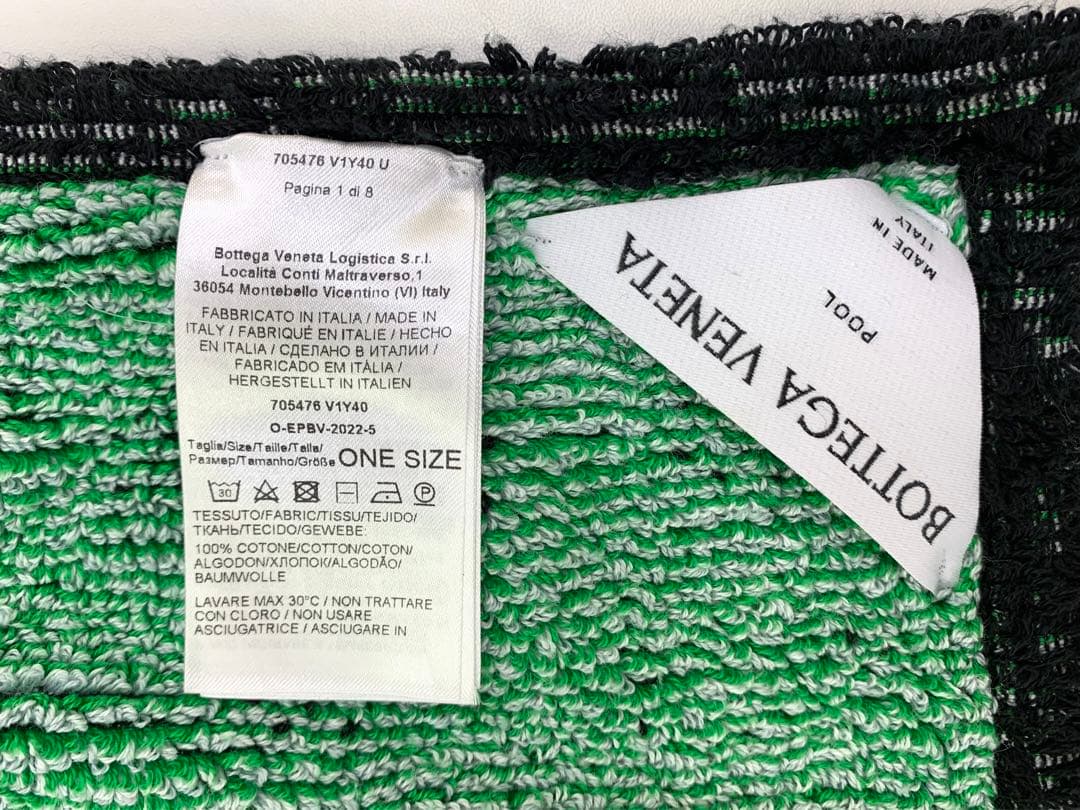 705476 V1Y40 U
Pagina 1 di 8
Bottega Veneta Logistica S.r.l.
Località Conti Maltraverso,1
36054 Montebello Vicentino (VI) Italy
FABBRICATO IN ITALIA / MADE IN
ITALY / FABRIQUÉ EN ITALIE / HECHO
EN ITALIA / СДЕЛАНО В ИТАЛИИ /
FABRICADO EM ITÀLIA /
HERGESTELLT IN ITALIEN
705476 V1Y40
O-EPBV-2022-5
Taglia/Size/Taille/Talla/
Размер/Tamanho/Größe ONE SIZE
30
P
TESSUTO/FABRIC/TISSU/TEJIDO/
ТКАНЬ/TECIDO/GEWEBE:
100% COTONE/COTTON/COTON/
ALGODON/ХЛОПОК/ALGODÃO/
BAUMWOLLE
LAVARE MAX 30°C / NON TRATTARE
CON CLORO / NON USARE
ASCIUGATRICE / ASCIUGARE IN
BOTTEGA VENETA
POOL
MADE IN
ITALY